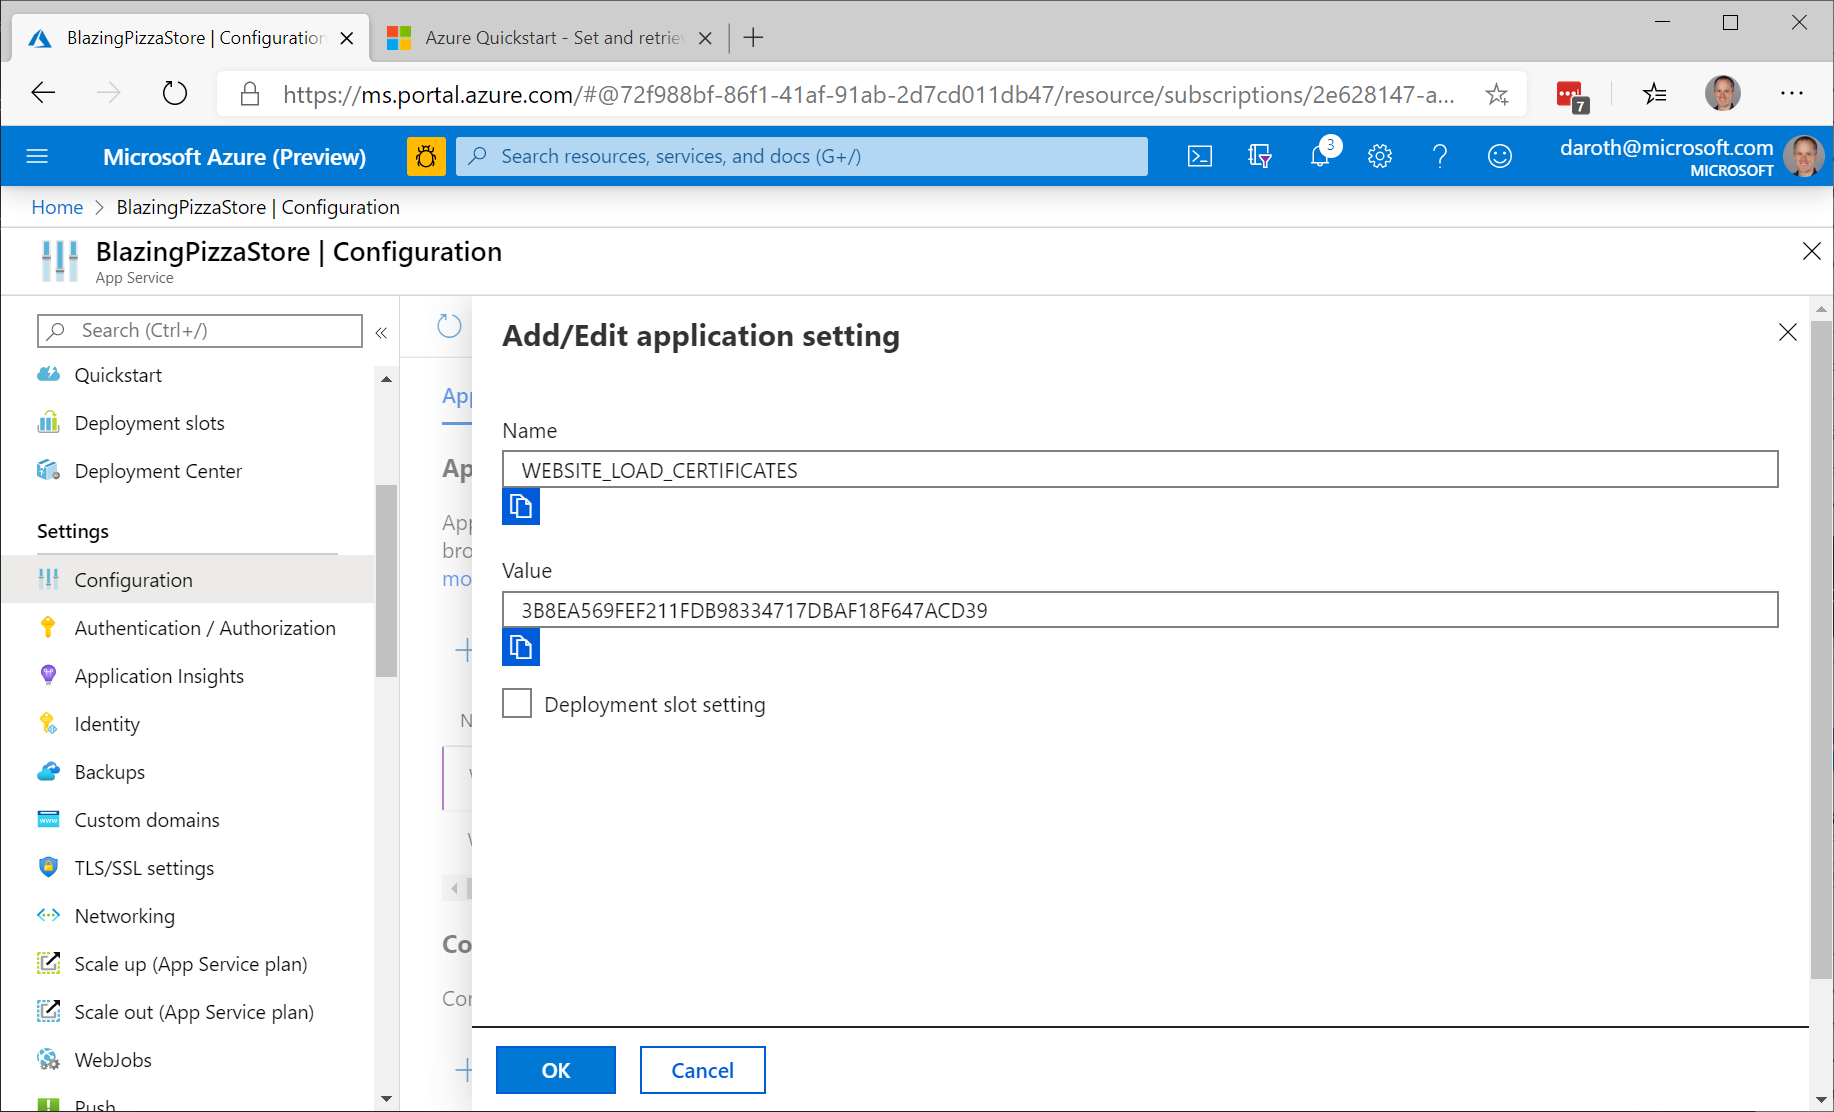 BlazingPizzaStore | Configuration
Azure Quickstart - Set and retrie
https://ms.portal.azure.com/#@72f988bf-86f1-41af-91ab-2d7cd011db47/resource/subscriptions/2e628147-a...
7
Microsoft Azure (Preview)
Search resources, services, and docs (G+/)
3
daroth@microsoft.com
MICROSOFT
Home > BlazingPizzaStore | Configuration
BlazingPizzaStore | Configuration
App Service
Search (Ctrl+/)
«
Quickstart
Deployment slots
Deployment Center
Settings
Configuration
Authentication / Authorization
Application Insights
Identity
Backups
Custom domains
TLS/SSL settings
Networking
Scale up (App Service plan)
Scale out (App Service plan)
WebJobs
Push
App
Ap
App
bro
mo
N
Co
Con
Add/Edit application setting
Name
WEBSITE_LOAD_CERTIFICATES
Value
3B8EA569FEF211FDB98334717DBAF18F647ACD39
Deployment slot setting
OK
Cancel